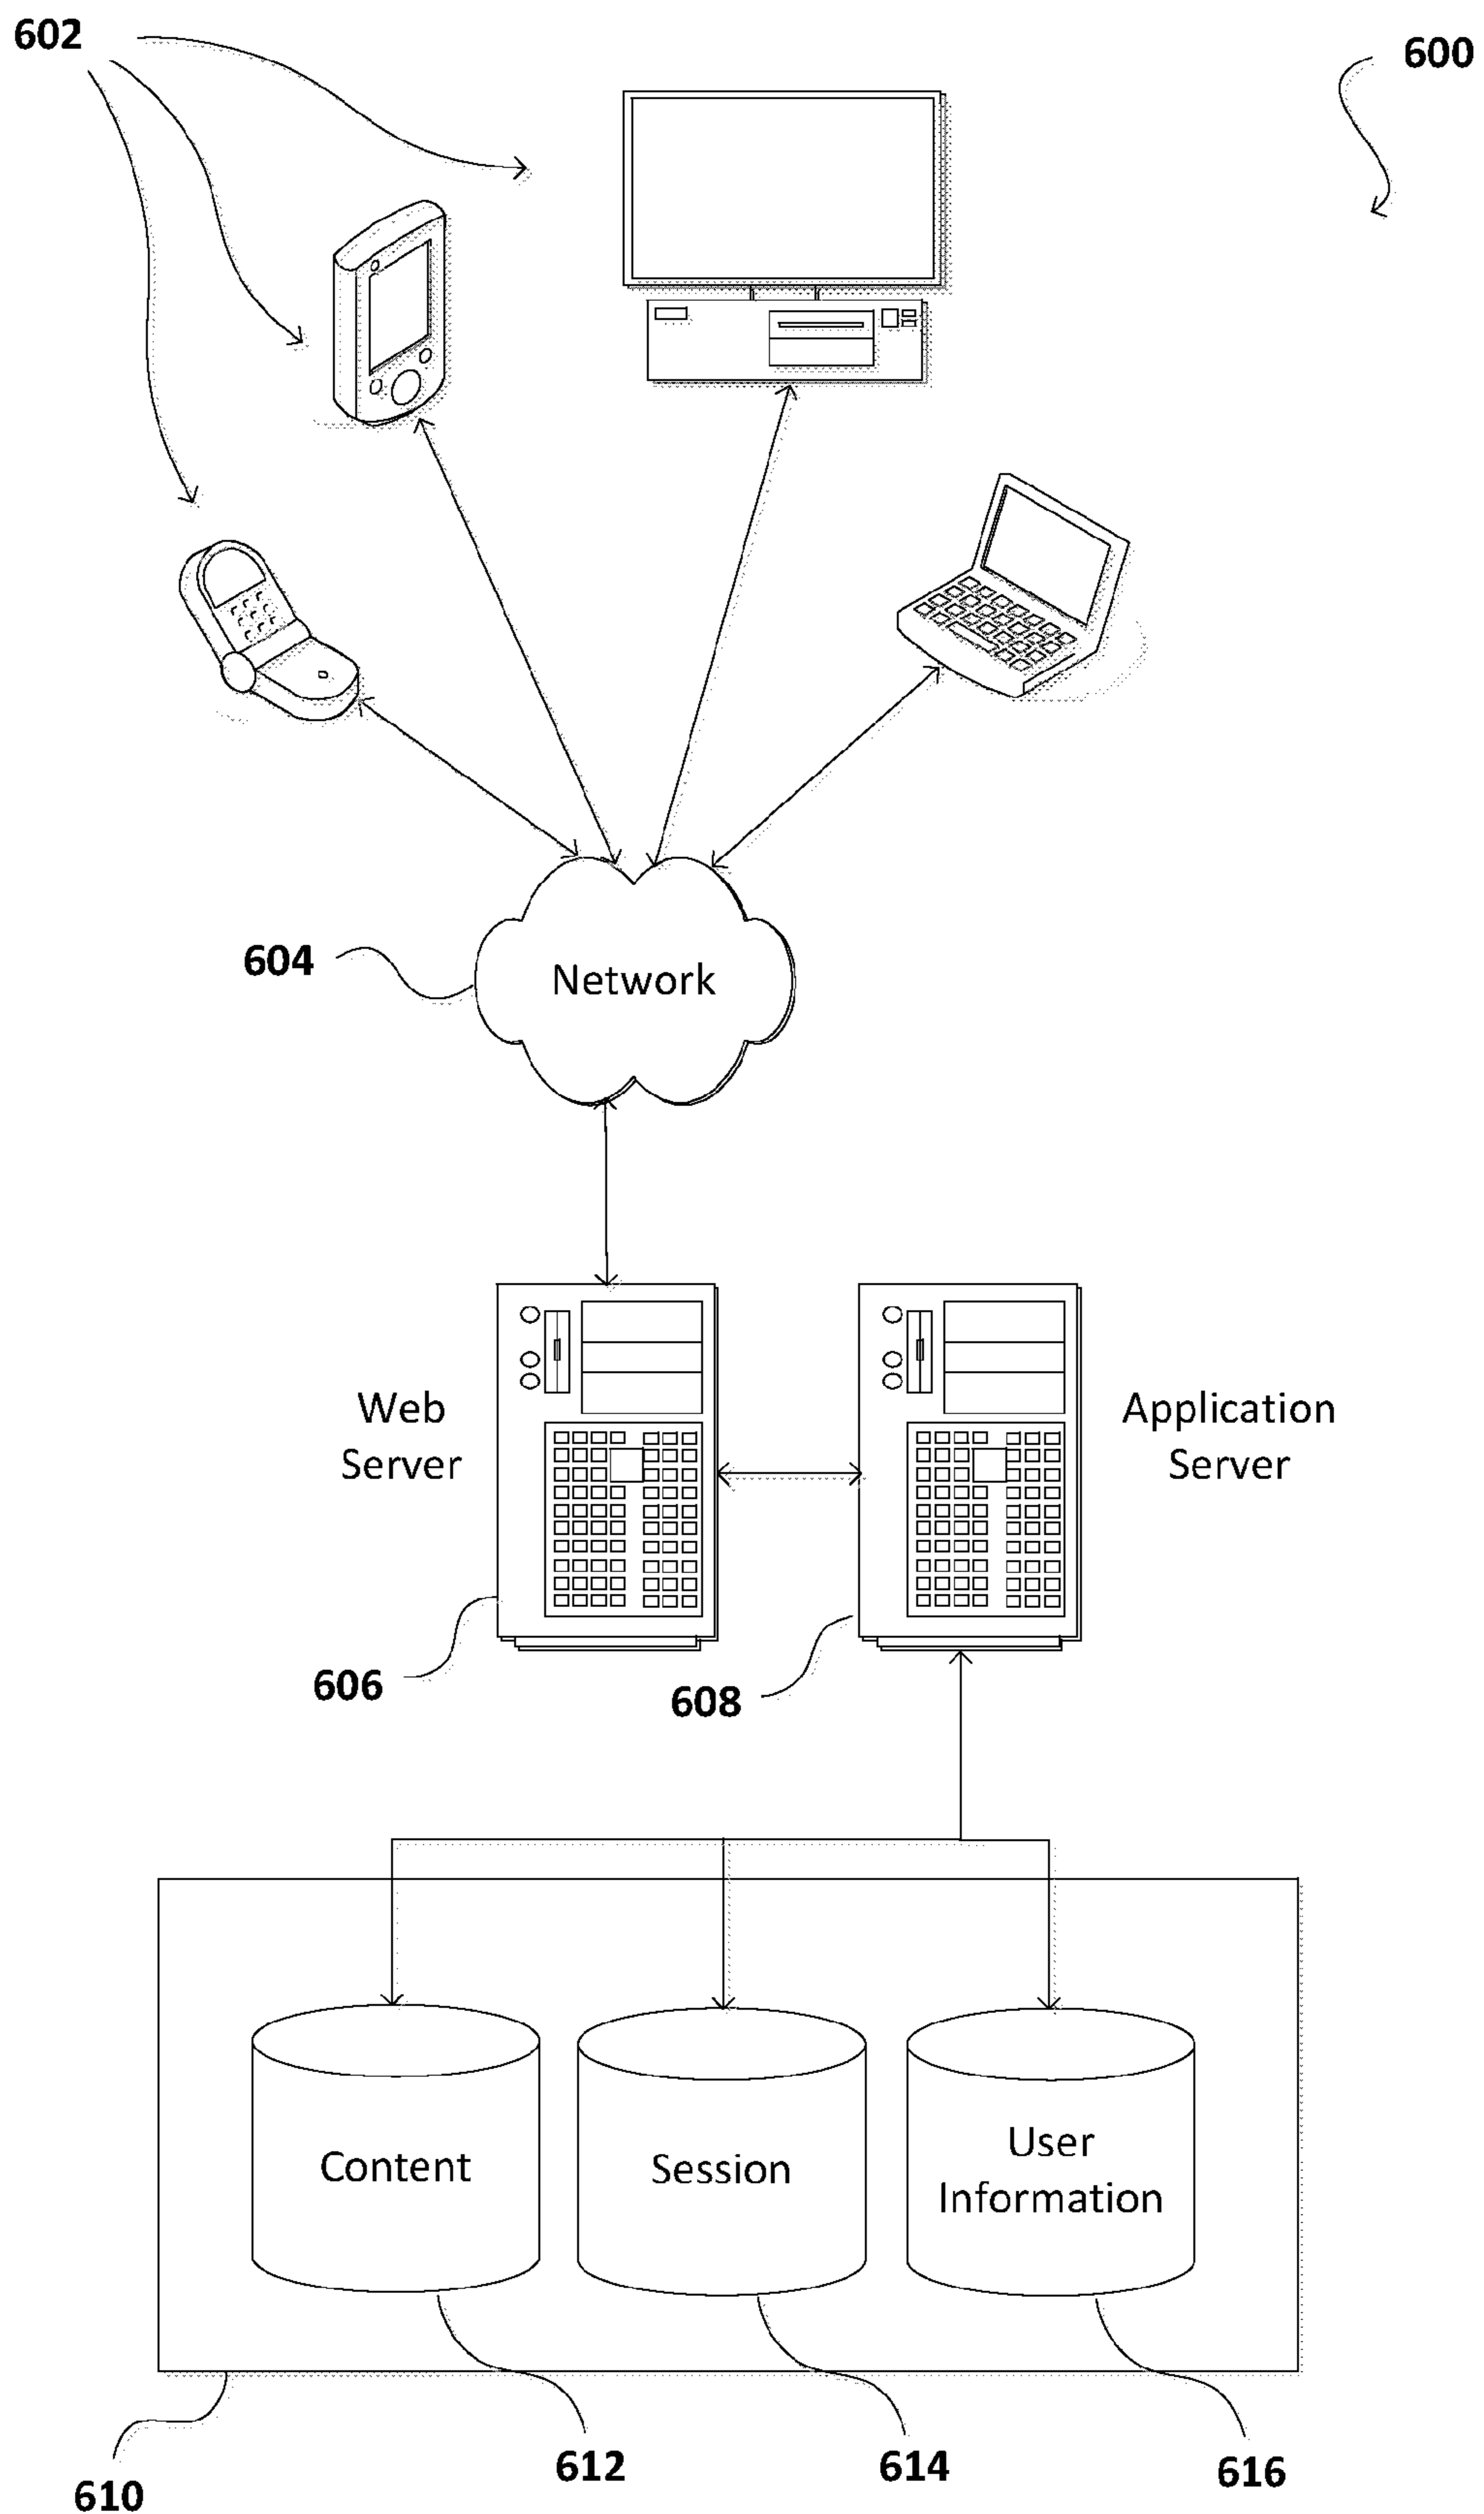 602
600
604
Network
Web
Server
Application
Server
606
608
Content
Session
User
Information
610
612
614
616